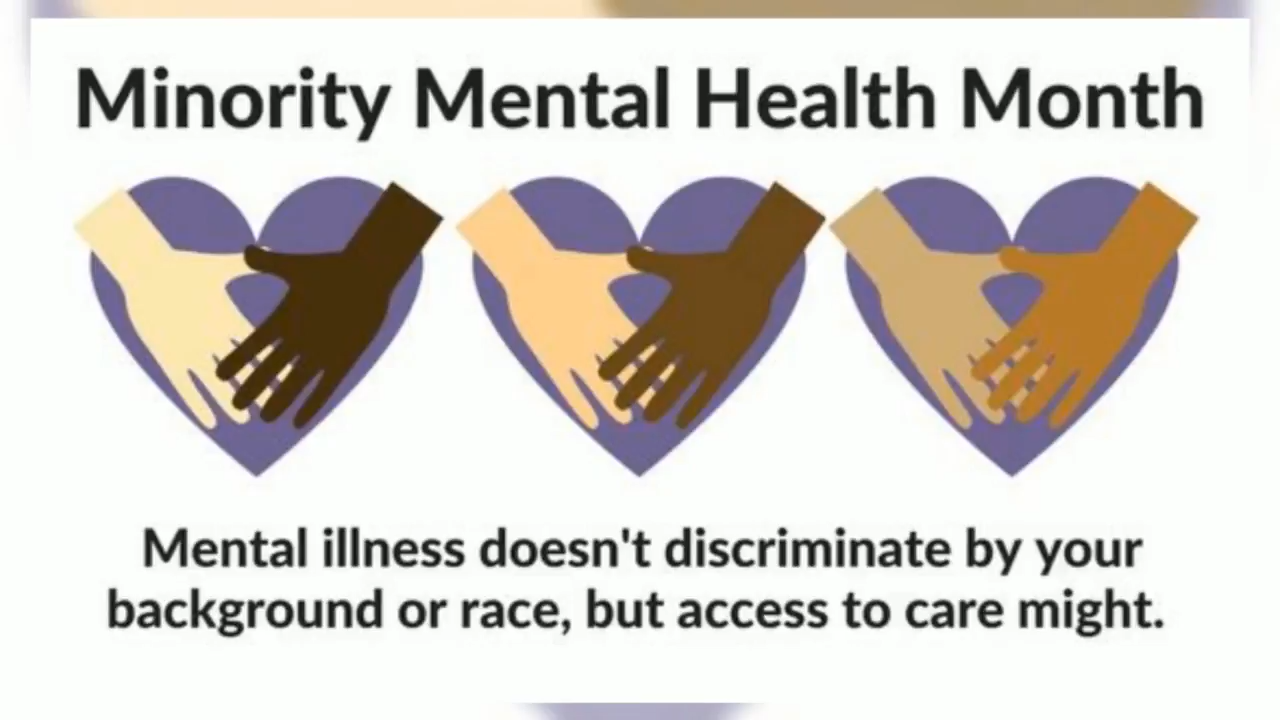 Minority Mental Health Month
Mental illness doesn't discriminate by your
background or race, but access to care might.